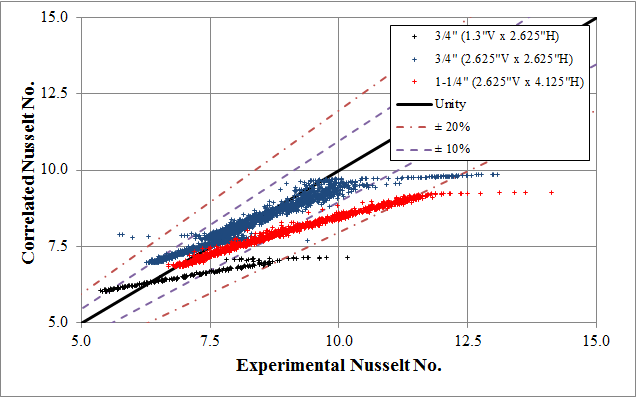 15.0
12.5
10.0
7.5
5.0
Correlated Nusselt No.
3/4" (1.3"V x 2.625"H)
3/4" (2.625"V x 2.625"H)
1-1/4" (2.625"V x 4.125"H)
Unity
± 20%
± 10%
5.0 7.5 10.0 12.5 15.0
Experimental Nusselt No.